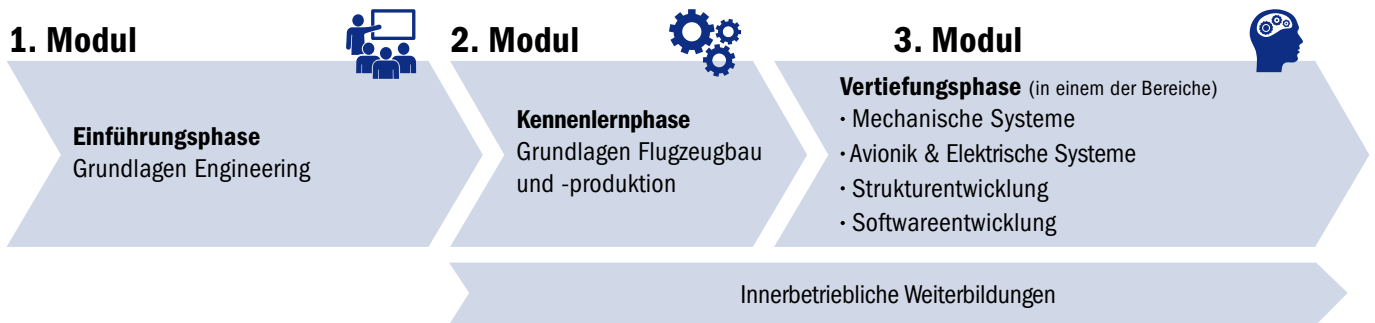 1. Modul
Einführungsphase
Grundlagen Engineering
2. Modul
Kennenlernphase
Grundlagen Flugzeugbau
und -produktion
3. Modul
Vertiefungsphase (in einem der Bereiche)
· Mechanische Systeme
· Avionik & Elektrische Systeme
· Strukturentwicklung
· Softwareentwicklung
Innerbetriebliche Weiterbildungen